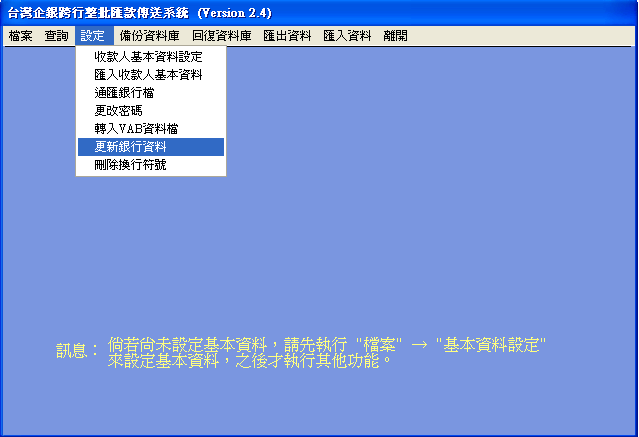 台灣企銀跨行整批匯款傳送系統 (Version 2.4)
檔案 查詢 設定 備份資料庫 回復資料庫 匯出資料 匯入資料 離開
收款人基本資料設定
匯入收款人基本資料
通匯銀行檔
更改密碼
轉入VAB資料檔
更新銀行資料
刪除換行符號
訊息： 倘若尚未設定基本資料，請先執行 "檔案" → "基本資料設定"
來設定基本資料，之後才執行其他功能。